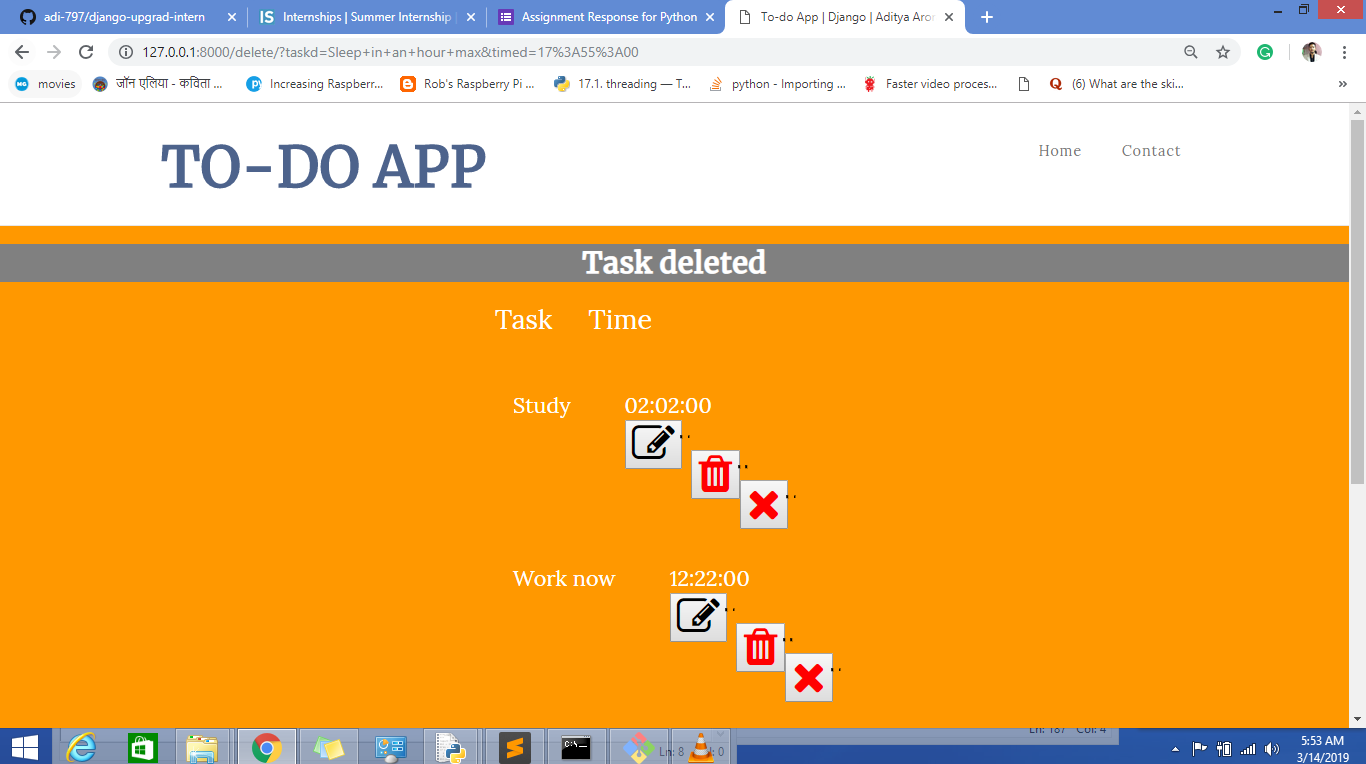 adi-797/django-upgrad-intern
IS Internships | Summer Internship |
Assignment Response for Python
To-do App | Django | Aditya Aror
127.0.0.1:8000/delete/?taskd=Sleep+in+an+hour+max&timed=17%3A55%3A00
movies
जॉन एलिया - कविता ...
Increasing Raspberr...
Rob's Raspberry Pi ...
17.1. threading — T...
python - Importing ...
Faster video proces...
(6) What are the ski...
»
TO-DO APP
Home
Contact
Task deleted
Task Time
Study 02:02:00
Work now 12:22:00
Ln: 8
: 0
Ln: 187 Col: 4
5:53 AM
3/14/2019